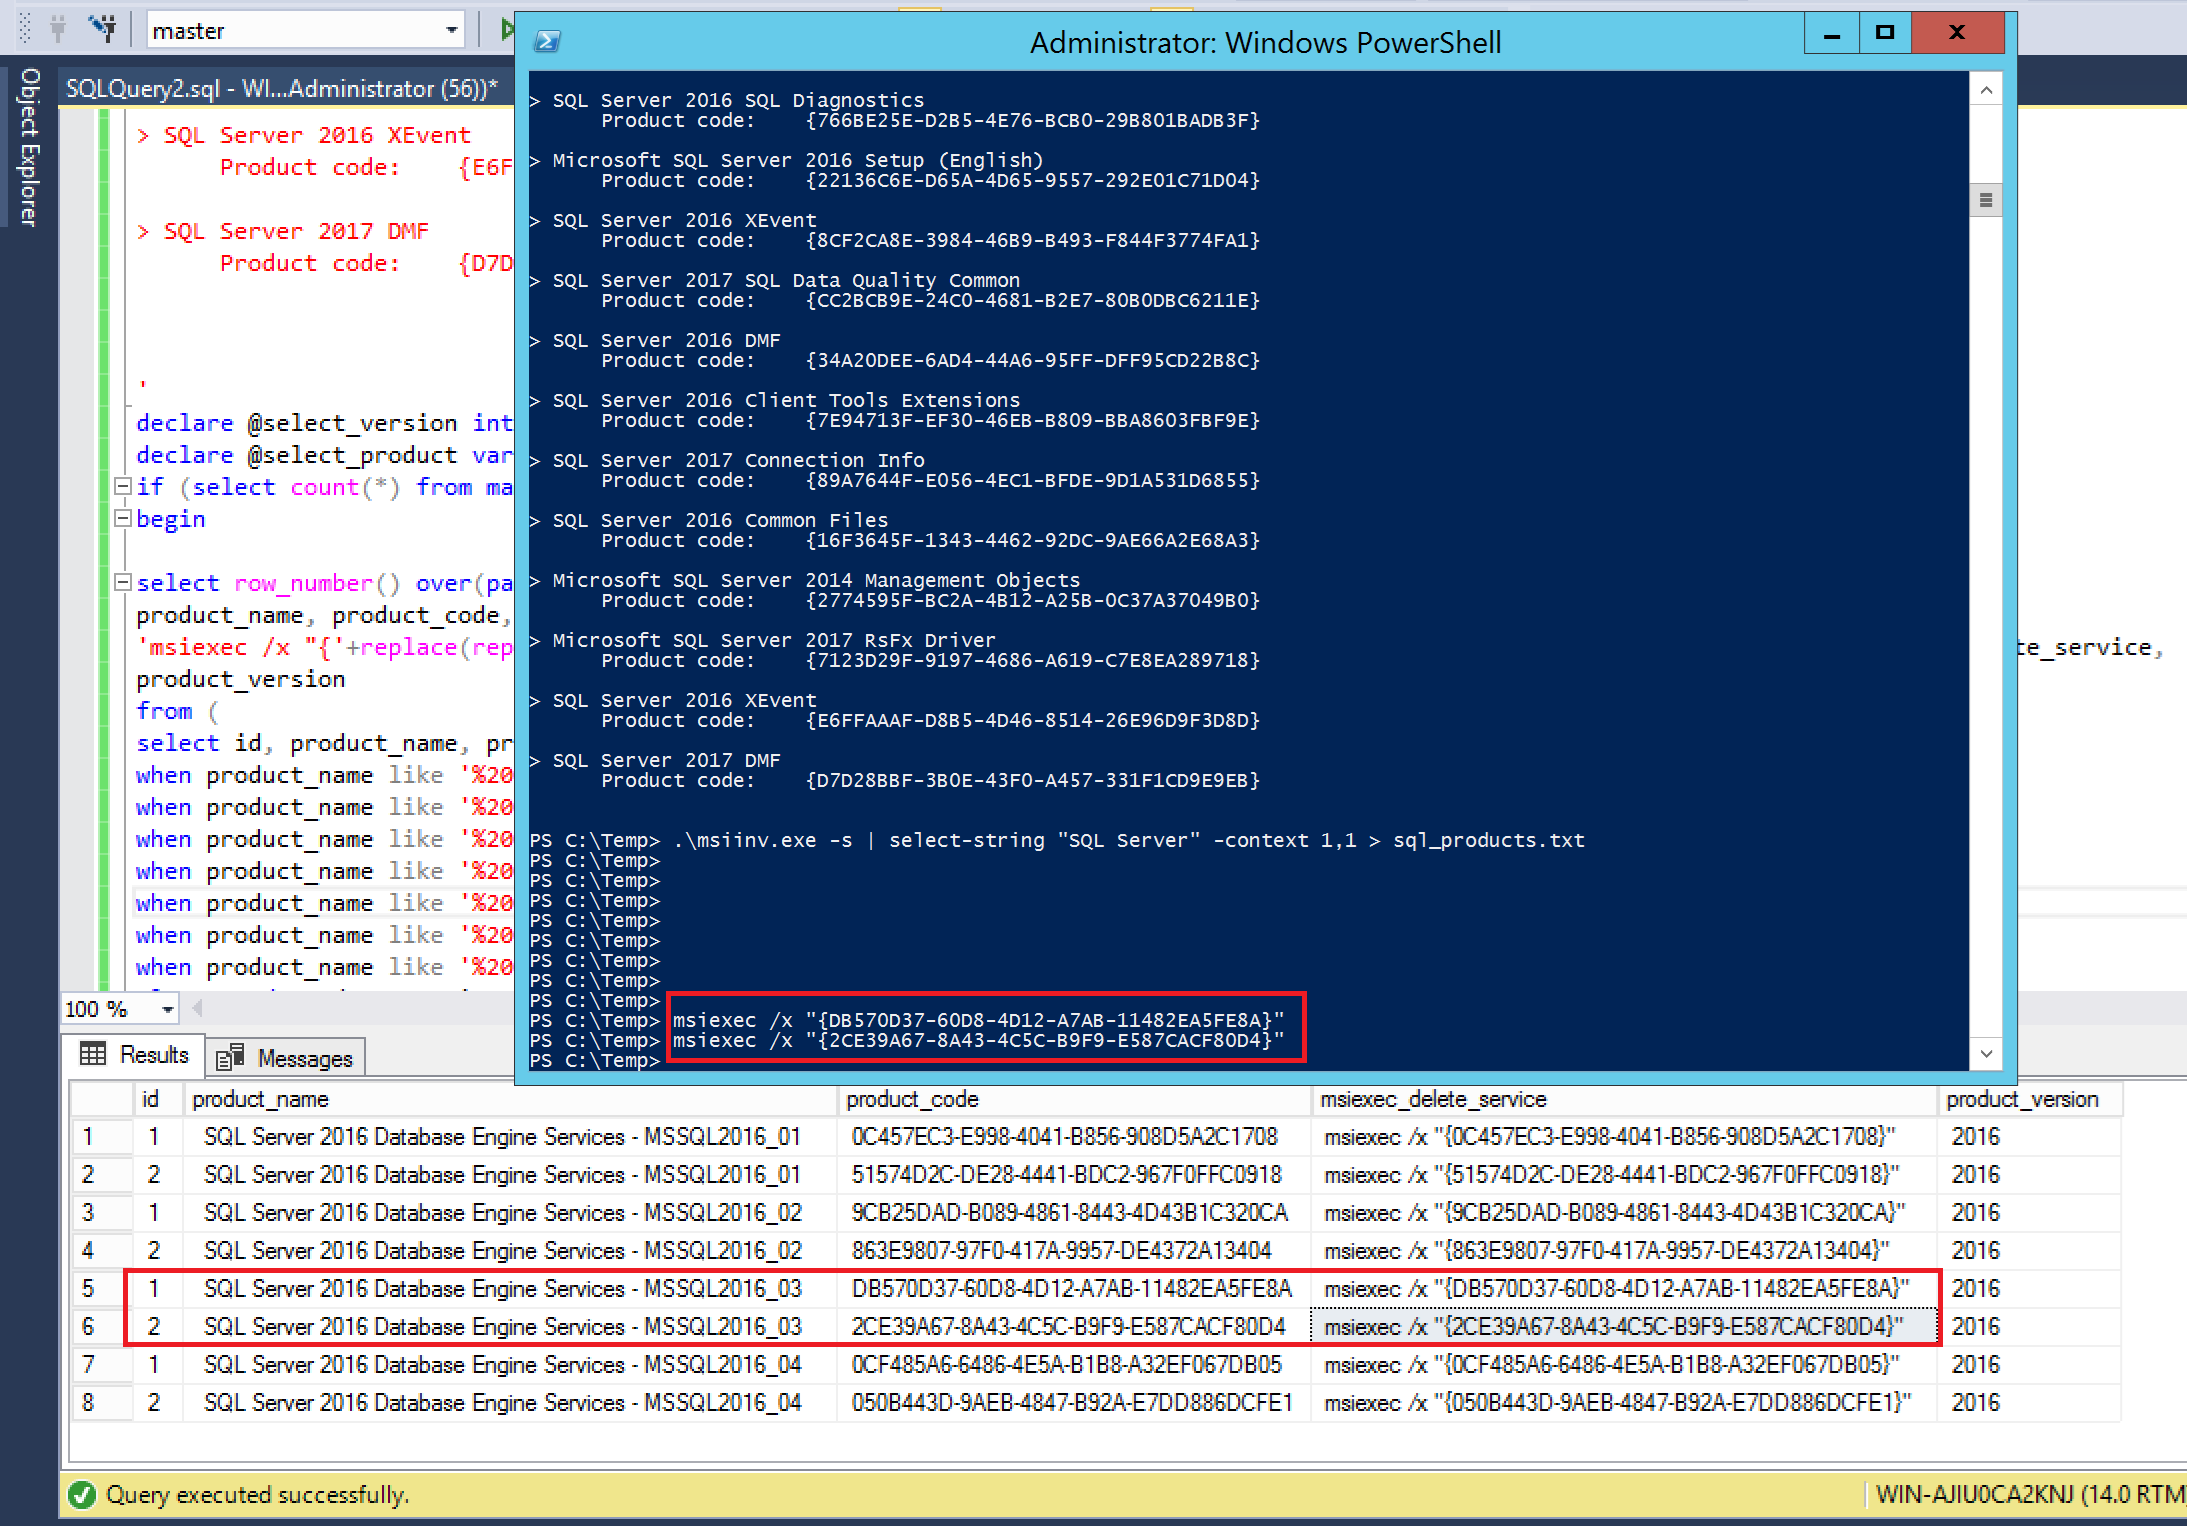 master
Object Explorer
SQLQuery2.sql - WI...Administrator (56))*
> SQL Server 2016 XEvent
Product code: {E6F
> SQL Server 2017 DMF
Product code: {D7D
'
declare @select_version int
declare @select_product var
if (select count(*) from ma
begin
select row_number() over(pa
product_name, product_code,
'msiexec /x "{'+replace(rep
te_service,
product_version
from (
select id, product_name, pr
when product_name like '%20
when product_name like '%20
when product_name like '%20
when product_name like '%20
when product_name like '%20
when product_name like '%20
when product_name like '%20
100 %
Administrator: Windows PowerShell
> SQL Server 2016 SQL Diagnostics
Product code: {766BE25E-D2B5-4E76-BCB0-29B801BADB3F}
> Microsoft SQL Server 2016 Setup (English)
Product code: {22136C6E-D65A-4D65-9557-292E01C71D04}
> SQL Server 2016 XEvent
Product code: {8CF2CA8E-3984-46B9-B493-F844F3774FA1}
> SQL Server 2017 SQL Data Quality Common
Product code: {CC2BCB9E-24C0-4681-B2E7-80B0DBC6211E}
> SQL Server 2016 DMF
Product code: {34A20DEE-6AD4-44A6-95FF-DFF95CD22B8C}
> SQL Server 2016 Client Tools Extensions
Product code: {7E94713F-EF30-46EB-B809-BBA8603FBF9E}
> SQL Server 2017 Connection Info
Product code: {89A7644F-E056-4EC1-BFDE-9D1A531D6855}
> SQL Server 2016 Common Files
Product code: {16F3645F-1343-4462-92DC-9AE66A2E68A3}
> Microsoft SQL Server 2014 Management Objects
Product code: {2774595F-BC2A-4B12-A25B-0C37A37049B0}
> Microsoft SQL Server 2017 RsFx Driver
Product code: {7123D29F-9197-4686-A619-C7E8EA289718}
> SQL Server 2016 XEvent
Product code: {E6FFAAAF-D8B5-4D46-8514-26E96D9F3D8D}
> SQL Server 2017 DMF
Product code: {D7D28BBF-3B0E-43F0-A457-331F1CD9E9EB}
PS C:\Temp> .\msiinv.exe -s | select-string "SQL Server" -context 1,1 > sql_products.txt
PS C:\Temp>
PS C:\Temp>
PS C:\Temp>
PS C:\Temp>
PS C:\Temp>
PS C:\Temp>
PS C:\Temp>
PS C:\Temp>
PS C:\Temp> msiexec /x "{DB570D37-60D8-4D12-A7AB-11482EA5FE8A}"
PS C:\Temp> msiexec /x "{2CE39A67-8A43-4C5C-B9F9-E587CACF80D4}"
PS C:\Temp>
Results Messages
id product_name product_code msiexec_delete_service product_version
1 1 SQL Server 2016 Database Engine Services - MSSQL2016_01 0C457EC3-E998-4041-B856-908D5A2C1708 msiexec /x "{0C457EC3-E998-4041-B856-908D5A2C1708}" 2016
2 2 SQL Server 2016 Database Engine Services - MSSQL2016_01 51574D2C-DE28-4441-BDC2-967F0FFC0918 msiexec /x "{51574D2C-DE28-4441-BDC2-967F0FFC0918}" 2016
3 1 SQL Server 2016 Database Engine Services - MSSQL2016_02 9CB25DAD-B089-4861-8443-4D43B1C320CA msiexec /x "{9CB25DAD-B089-4861-8443-4D43B1C320CA}" 2016
4 2 SQL Server 2016 Database Engine Services - MSSQL2016_02 863E9807-97F0-417A-9957-DE4372A13404 msiexec /x "{863E9807-97F0-417A-9957-DE4372A13404}" 2016
5 1 SQL Server 2016 Database Engine Services - MSSQL2016_03 DB570D37-60D8-4D12-A7AB-11482EA5FE8A msiexec /x "{DB570D37-60D8-4D12-A7AB-11482EA5FE8A}" 2016
6 2 SQL Server 2016 Database Engine Services - MSSQL2016_03 2CE39A67-8A43-4C5C-B9F9-E587CACF80D4 msiexec /x "{2CE39A67-8A43-4C5C-B9F9-E587CACF80D4}" 2016
7 1 SQL Server 2016 Database Engine Services - MSSQL2016_04 0CF485A6-6486-4E5A-B1B8-A32EF067DB05 msiexec /x "{0CF485A6-6486-4E5A-B1B8-A32EF067DB05}" 2016
8 2 SQL Server 2016 Database Engine Services - MSSQL2016_04 050B443D-9AEB-4847-B92A-E7DD886DCFE1 msiexec /x "{050B443D-9AEB-4847-B92A-E7DD886DCFE1}" 2016
Query executed successfully.
WIN-AJIU0CA2KNJ (14.0 RTM)